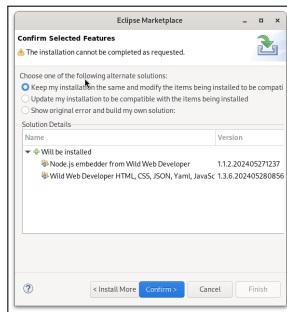 Eclipse Marketplace
Confirm Selected Features
The installation cannot be completed as requested.
Choose one of the following alternate solutions:
Keep my installation the same and modify the items being installed to be compati
Update my installation to be compatible with the items being installed
Show original error and build my own solution:
Solution Details
Name Version
Will be installed
Node.js embedder from Wild Web Developer 1.1.2.202405271237
Wild Web Developer HTML, CSS, JSON, Yaml, JavaSc 1.3.6.202405280856
< Install More Confirm > Cancel Finish